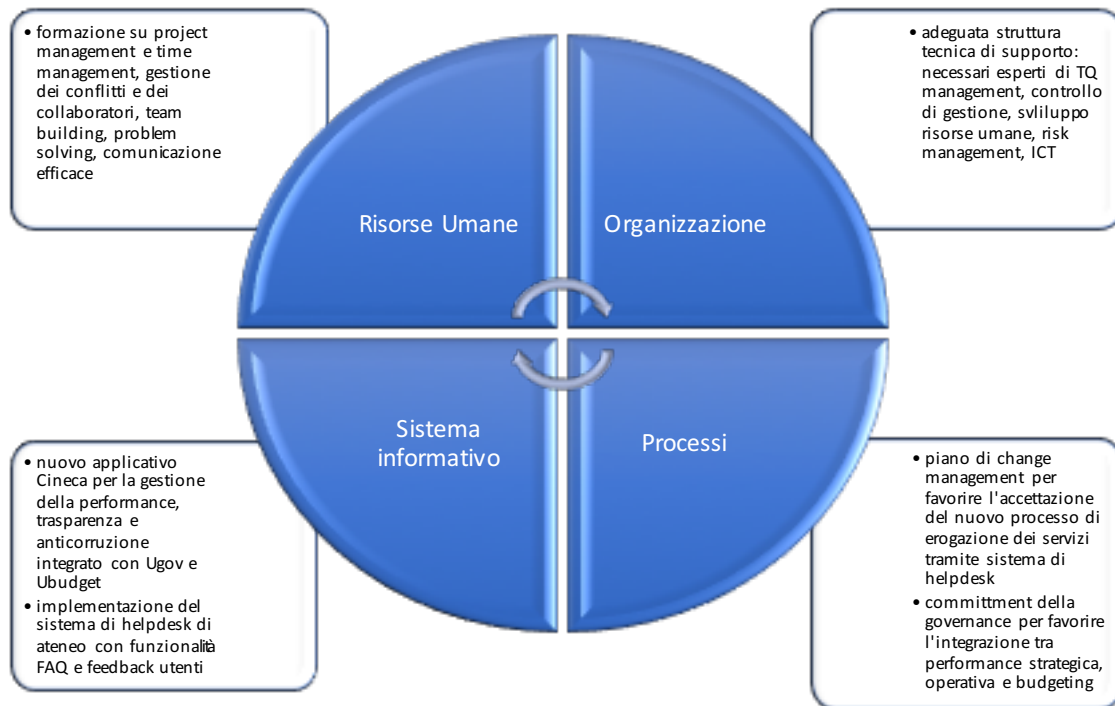 • formazione su project
management e time
management, gestione
dei conflitti e dei
collaboratori, team
building, problem
solving, comunicazione
efficace
• adeguata struttura
tecnica di supporto:
necessari esperti di TQ
management, controllo
di gestione, svliluppo
risorse umane, risk
management, ICT
Risorse Umane
Organizzazione
Sistema
informativo
Processi
• nuovo applicativo
Cineca per la gestione
della performance,
trasparenza e
anticorruzione
integrato con Ugov e
Ubudget
• implementazione del
sistema di helpdesk di
ateneo con funzionalità
FAQ e feedback utenti
• piano di change
management per
favorire l'accettazione
del nuovo processo di
erogazione dei servizi
tramite sistema di
helpdesk
• committment della
governance per favorire
l'integrazione tra
performance strategica,
operativa e budgeting